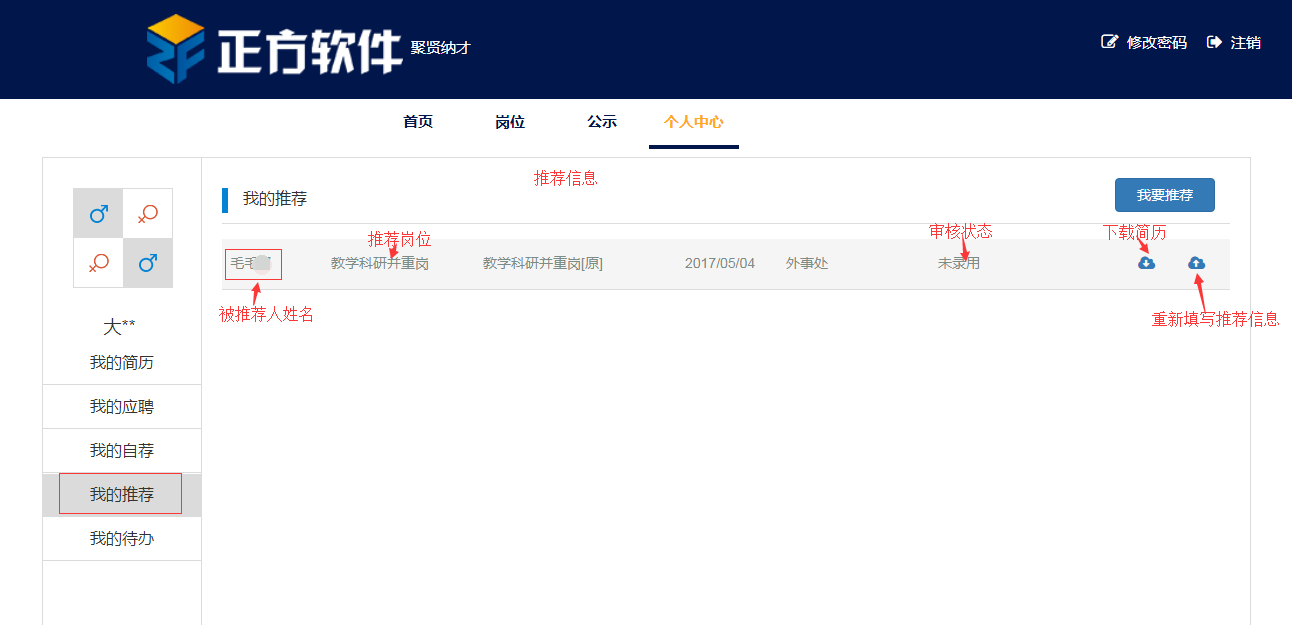 正方软件 聚贤纳才
修改密码 注销
首页 岗位 公示 个人中心
推荐信息
我的推荐 我要推荐
推荐岗位 审核状态 下载简历
毛毛 教学科研并重岗 教学科研并重岗[原] 2017/05/04 外事处 未录用
被推荐人姓名 重新填写推荐信息
大**
我的简历
我的应聘
我的自荐
我的推荐
我的待办